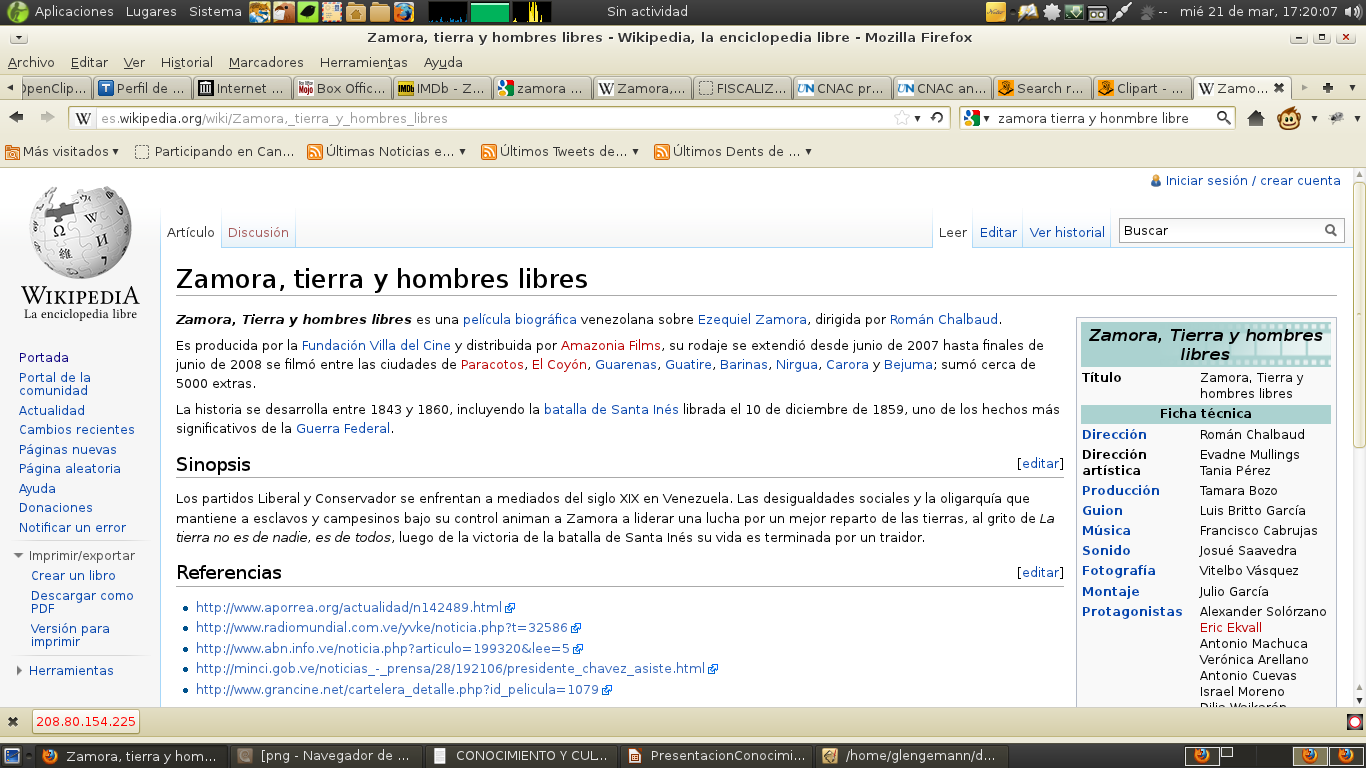 Aplicaciones Lugares Sistema Sin actividad -- mié 21 de mar, 17:20:07
Zamora, tierra y hombres libres - Wikipedia, la enciclopedia libre - Mozilla Firefox
Archivo Editar Ver Historial Marcadores Herramientas Ayuda
OpenClip... Perfil de ... Internet ... Box Offic... IMDb - Z... zamora ... Zamora,... FISCALIZ... CNAC pr... CNAC an... Search r... Clipart - ... Zamo...
es.wikipedia.org/wiki/Zamora,_tierra_y_hombres_libres zamora tierra y honmbre libre
Más visitados Participando en Can... Últimas Noticias e... Últimos Tweets de... Últimos Dents de ...
Iniciar sesión / crear cuenta
Artículo Discusión Leer Editar Ver historial Buscar
WIKIPEDIA
La enciclopedia libre
Portada
Portal de la
comunidad
Actualidad
Cambios recientes
Páginas nuevas
Página aleatoria
Ayuda
Donaciones
Notificar un error
Imprimir/exportar
Crear un libro
Descargar como
PDF
Versión para
imprimir
Herramientas
Zamora, tierra y hombres libres
Zamora, Tierra y hombres libres es una película biográfica venezolana sobre Ezequiel Zamora, dirigida por Román Chalbaud.
Es producida por la Fundación Villa del Cine y distribuida por Amazonia Films, su rodaje se extendió desde junio de 2007 hasta finales de
junio de 2008 se filmó entre las ciudades de Paracotos, El Coyón, Guarenas, Guatire, Barinas, Nirgua, Carora y Bejuma; sumó cerca de
5000 extras.
La historia se desarrolla entre 1843 y 1860, incluyendo la batalla de Santa Inés librada el 10 de diciembre de 1859, uno de los hechos más
significativos de la Guerra Federal.
Sinopsis [editar]
Los partidos Liberal y Conservador se enfrentan a mediados del siglo XIX en Venezuela. Las desigualdades sociales y la oligarquía que
mantiene a esclavos y campesinos bajo su control animan a Zamora a liderar una lucha por un mejor reparto de las tierras, al grito de La
tierra no es de nadie, es de todos, luego de la victoria de la batalla de Santa Inés su vida es terminada por un traidor.
Referencias [editar]
http://www.aporrea.org/actualidad/n142489.html
http://www.radiomundial.com.ve/yvke/noticia.php?t=32586
http://www.abn.info.ve/noticia.php?articulo=199320&lee=5
http://minci.gob.ve/noticias_-_prensa/28/192106/presidente_chavez_asiste.html
http://www.grancine.net/cartelera_detalle.php?id_pelicula=1079
Zamora, Tierra y hombres
libres
Título Zamora, Tierra y
hombres libres
Ficha técnica
Dirección Román Chalbaud
Dirección Evadne Mullings
artística Tania Pérez
Producción Tamara Bozo
Guion Luis Britto García
Música Francisco Cabrujas
Sonido Josué Saavedra
Fotografía Vitelbo Vásquez
Montaje Julio García
Protagonistas Alexander Solórzano
Eric Ekvall
Antonio Machuca
Verónica Arellano
Antonio Cuevas
Israel Moreno
208.80.154.225
Zamora, tierra y hom... [png - Navegador de ... CONOCIMIENTO Y CUL... PresentacionConocimi... /home/glengemann/d...